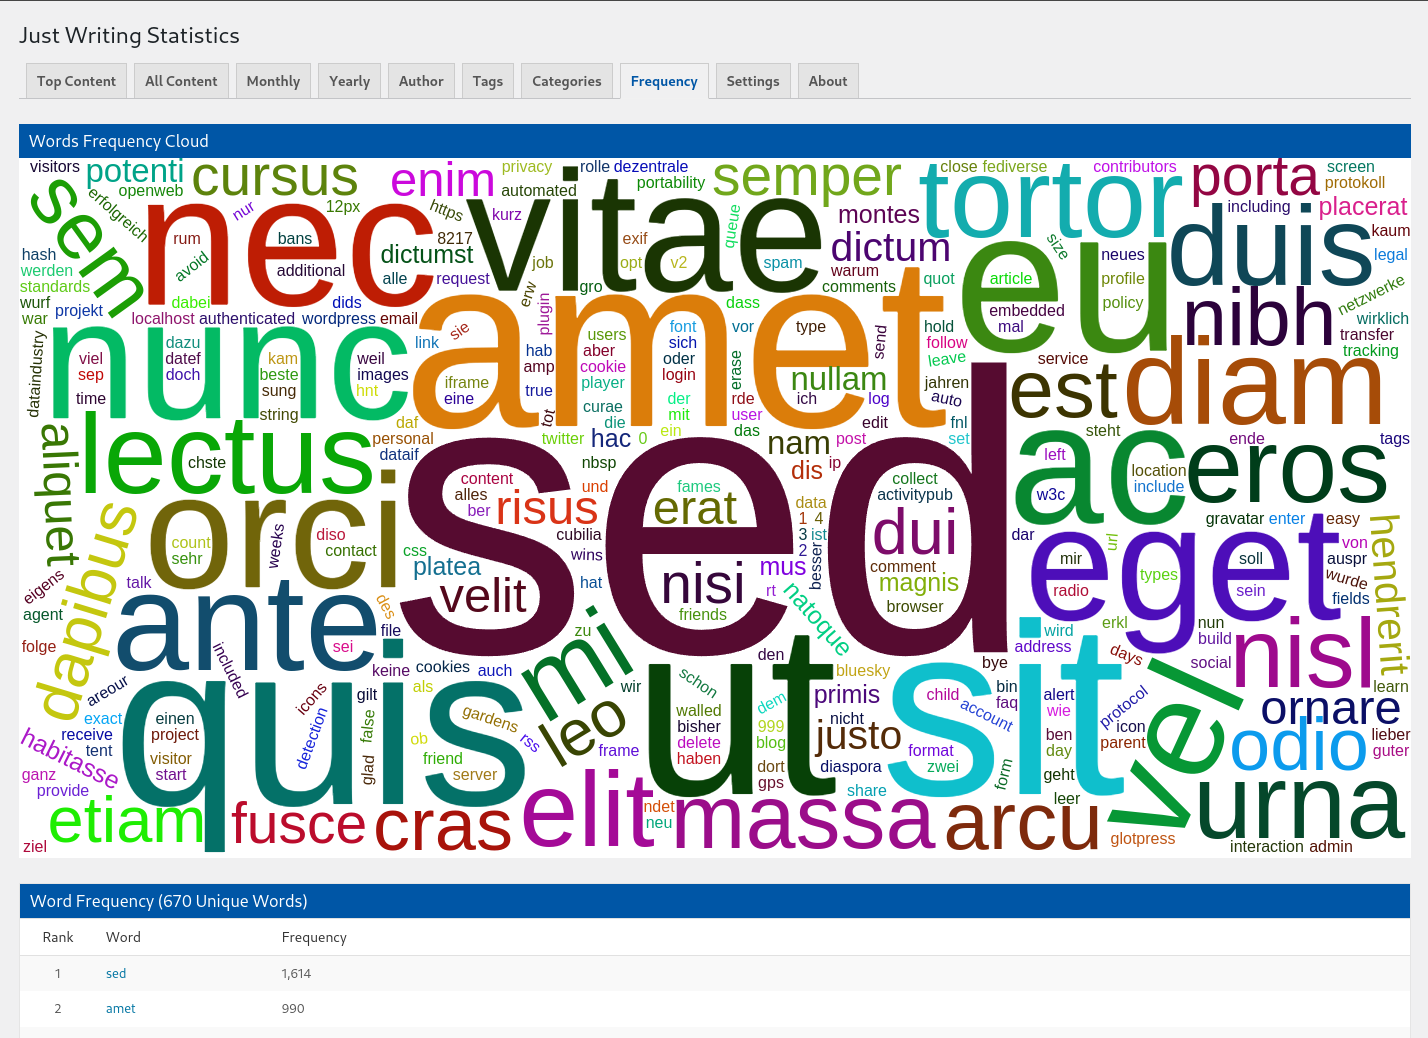 Just Writing Statistics
Top Content All Content Monthly Yearly Author Tags Categories Frequency Settings About
Words Frequency Cloud
visitors potenti cursus enim privacy rolle dezentrale semper close fediverse contributors porta screen
sem erfolgreich openweb nec nur 12px https automated vitae portability queue montes tortor including protokoll placerat
hash rum bans 8217 kurz exif dictum size eu duis kaum
werden avoid additional dictumst job opt v2 spam warum neues legal
standards alle request erw gro comments quot article profile nibh netzwerke
wurf projekt dabei dids plugin dass embedded policy wirklich
war nunc localhost authenticated wordpress email sie amet users font vor type send hold mal transfer
dataindustry dazu link hab aber sich erase follow service tracking
viel datef kam weil amp cookie oder leave est diam
sep doch beste images iframe player login nullam jahren
time sung hnt eine true curae der rde ich log auto
string daf tot die mit user edit fnl steht
aliquet lectus personal twitter hac 0 ein das nam post set ac ende tags
chste dataif sed nbsp dis ip left eros location
orci content und fames data collect w3c include
alles risus erat 1 4 activitypub gravatar enter easy hendrerit
ber cubilia 3 ist dui dar eget url
dapibus count weeks diso css wins 2 besser mir soll von
sehr contact platea nisi mus comment types auspr
eigens talk velit hat rt magnis radio sein wurde
agent ante des friends natoque browser fields
folge file mi zu wird erkl nun
sei den address days build nisl
included keine cookies auch bluesky bye social
areour quis icons gilt als wir schon ut dem primis child sit bin alert vel learn
exact einen detection false gardens leo walled 999 nicht account faq wie protocol ornare
receive project ob rss bisher justo icon lieber
habitasse tent visitor friend frame delete blog format ben parent odio guter
ganz start glad server haben dort diaspora zwei form day
provide elit gps share geht urna
etiam fusce cras ndet massa leer arcu
neu glotpress
ziel interaction admin
Word Frequency (670 Unique Words)
Rank Word Frequency
1 sed 1,614
2 amet 990